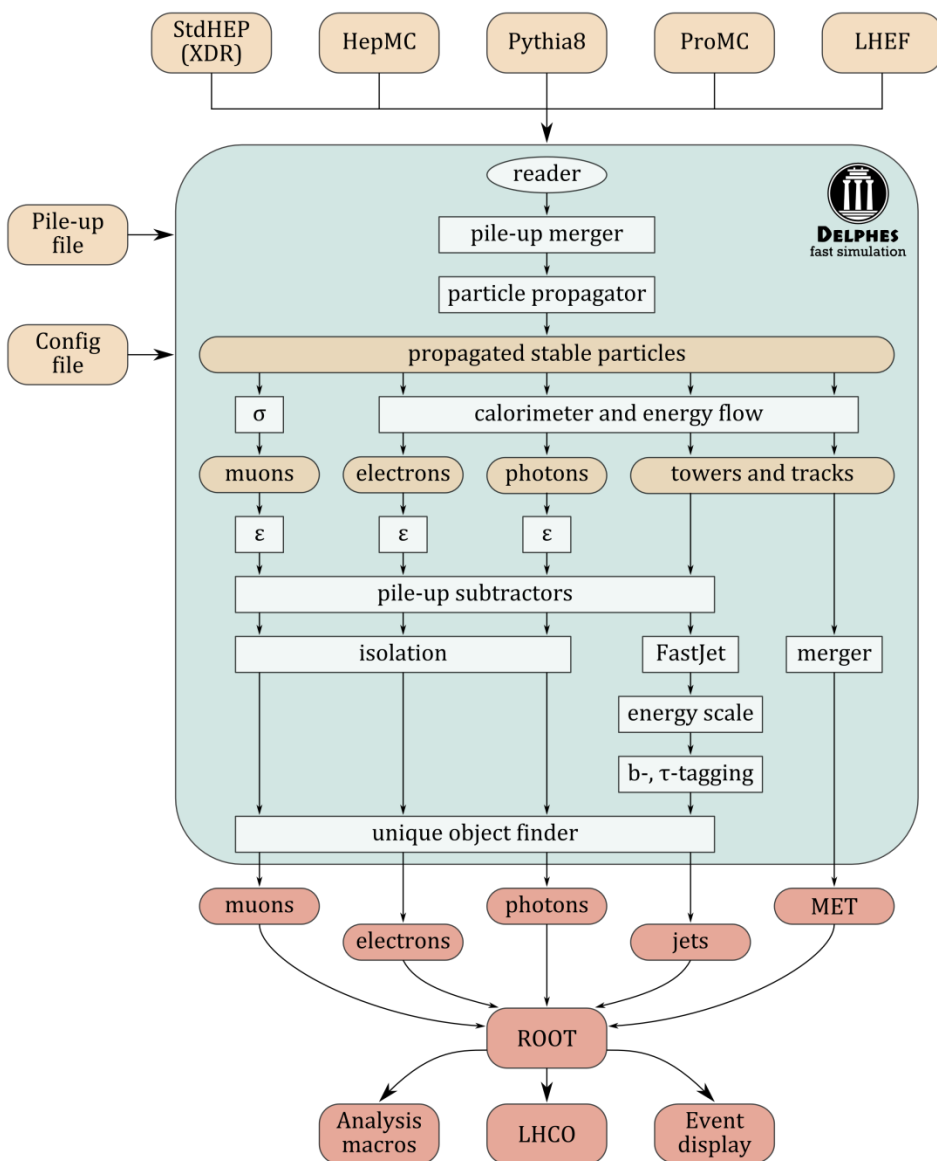 StdHEP
(XDR)
HepMC
Pythia8
ProMC
LHEF
reader
DELPHES
fast simulation
Pile-up
file
pile-up merger
particle propagator
Config
file
propagated stable particles
σ
calorimeter and energy flow
muons
electrons
photons
towers and tracks
ε
ε
ε
pile-up subtractors
isolation
FastJet
merger
energy scale
b-, τ-tagging
unique object finder
muons
photons
MET
electrons
jets
ROOT
Analysis
macros
LHCO
Event
display